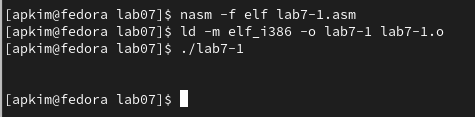 [apkim@fedora lab07]$ nasm -f elf lab7-1.asm
[apkim@fedora lab07]$ ld -m elf_i386 -o lab7-1 lab7-1.o
[apkim@fedora lab07]$ ./lab7-1
[apkim@fedora lab07]$